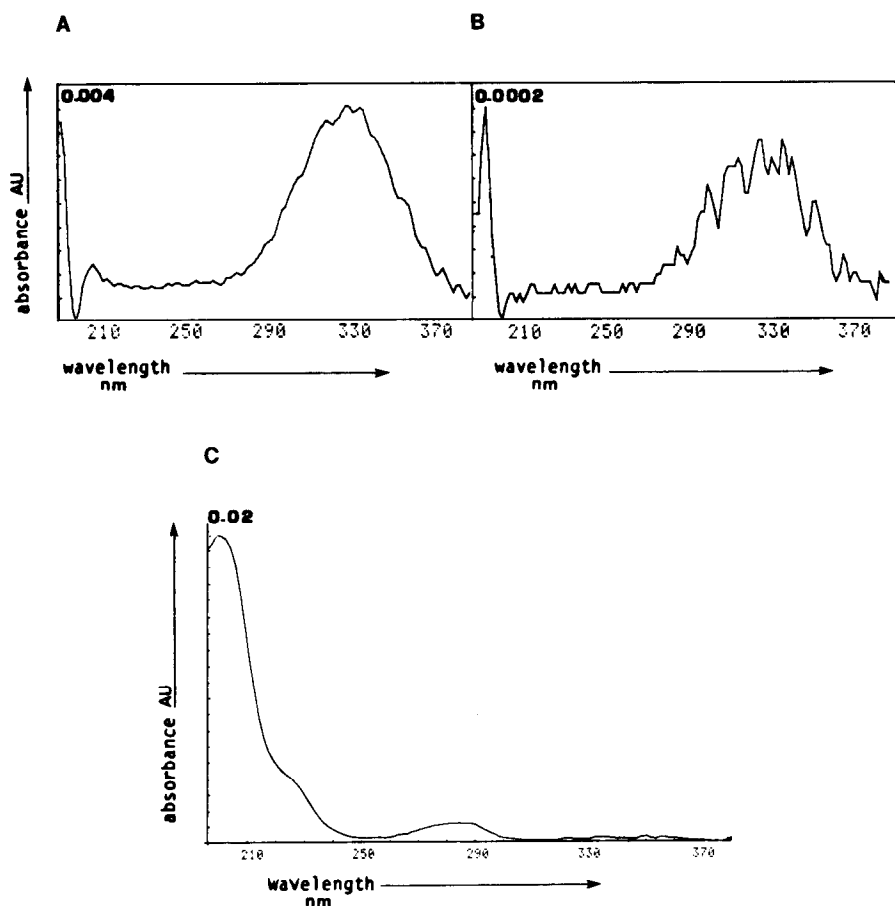 A
B
0.004
0.0002
absorbance AU
210 250 290 330 370
210 250 290 330 370
wavelength
nm
wavelength
nm
C
0.02
absorbance AU
210 250 290 330 370
wavelength
nm